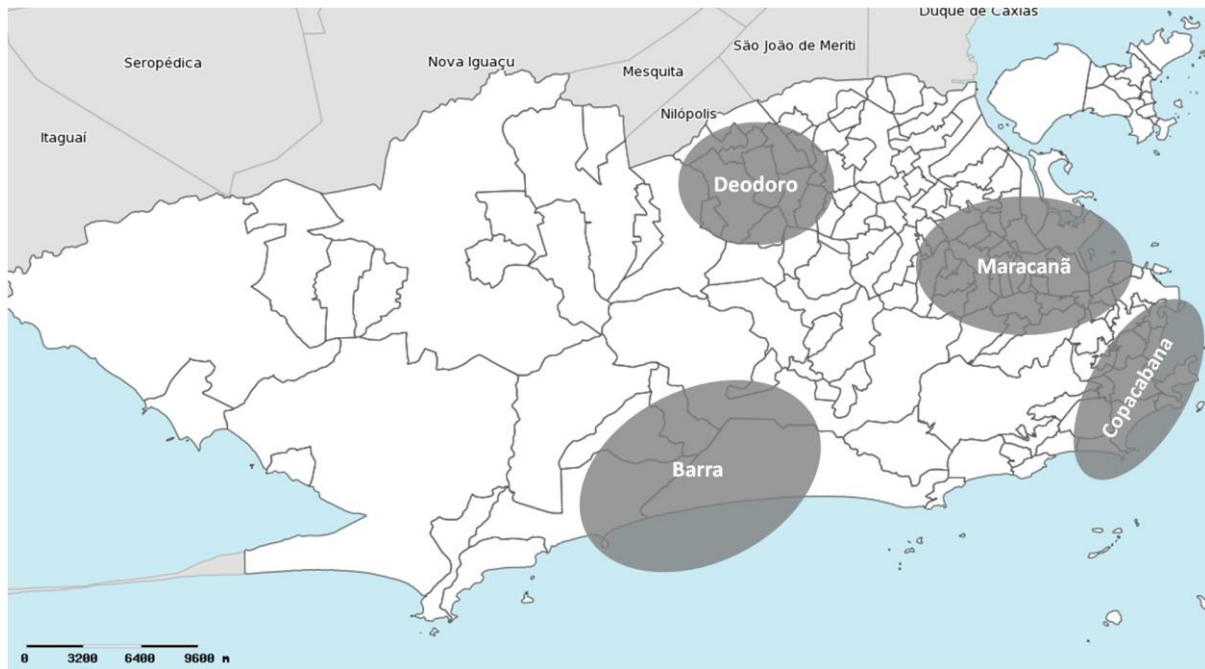 Duque de Caxias
São João de Meriti
Seropédica
Nova Iguaçu
Mesquita
Nilópolis
Itaguaí
Deodoro
Maracanã
Copacabana
Barra
0 3200 6400 9600 m